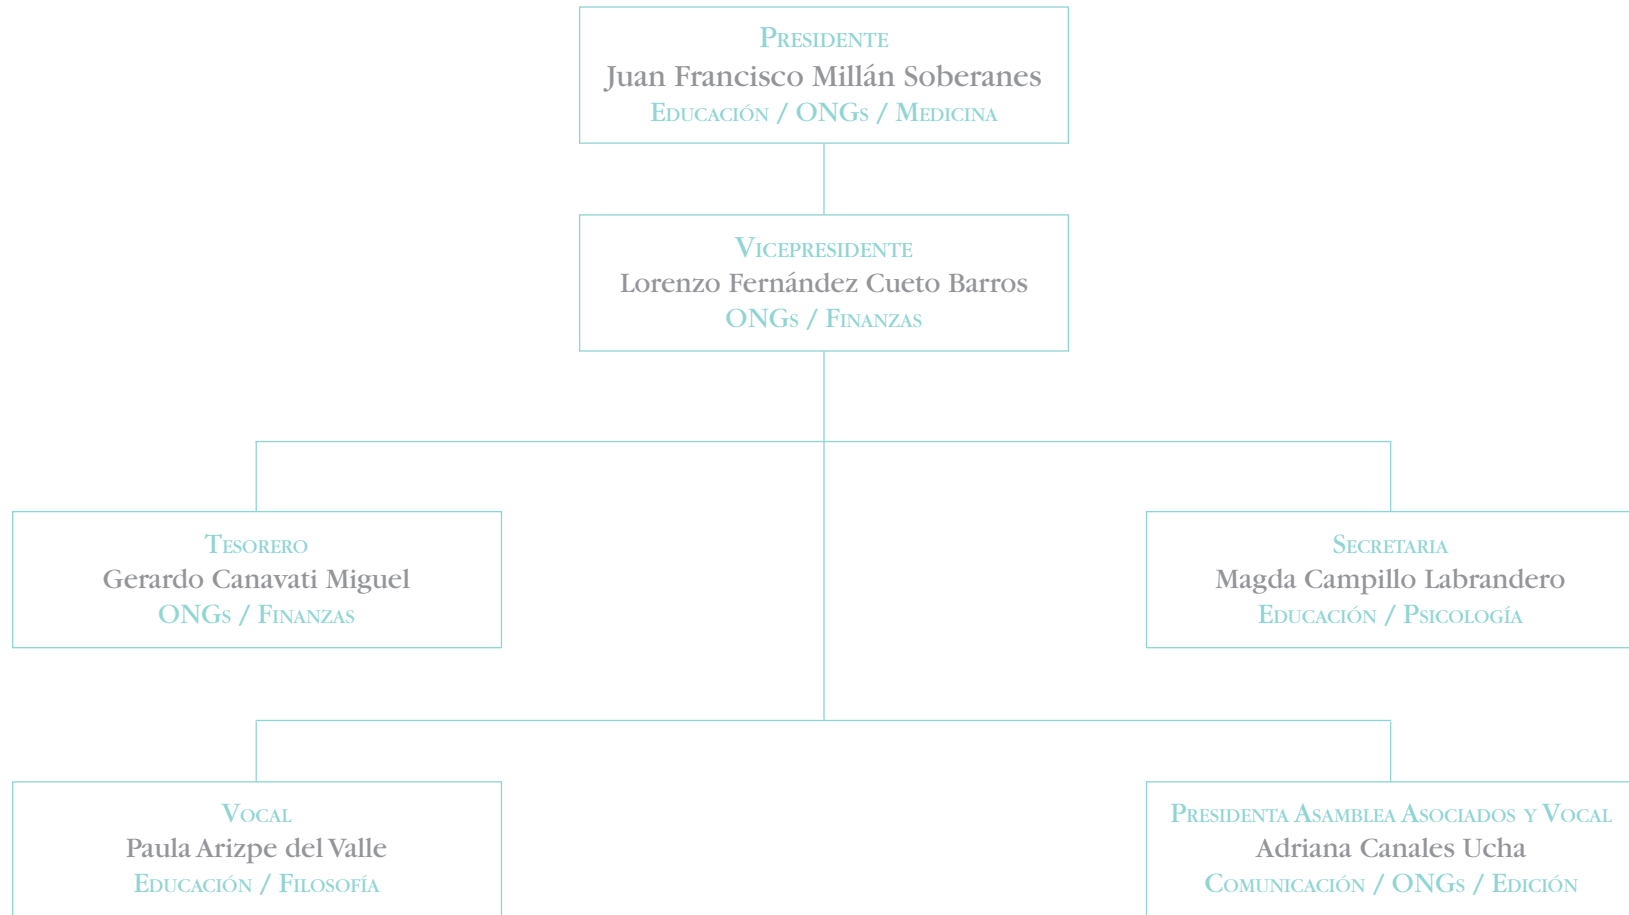 Presidente
Juan Francisco Millán Soberanes
Educación / ONGs / Medicina
Vicepresidente
Lorenzo Fernández Cueto Barros
ONGs / Finanzas
Tesorero
Gerardo Canavati Miguel
ONGs / Finanzas
Secretaria
Magda Campillo Labrandero
Educación / Psicología
Vocal
Paula Arizpe del Valle
Educación / Filosofía
Presidenta Asamblea Asociados y Vocal
Adriana Canales Ucha
Comunicación / ONGs / Edición